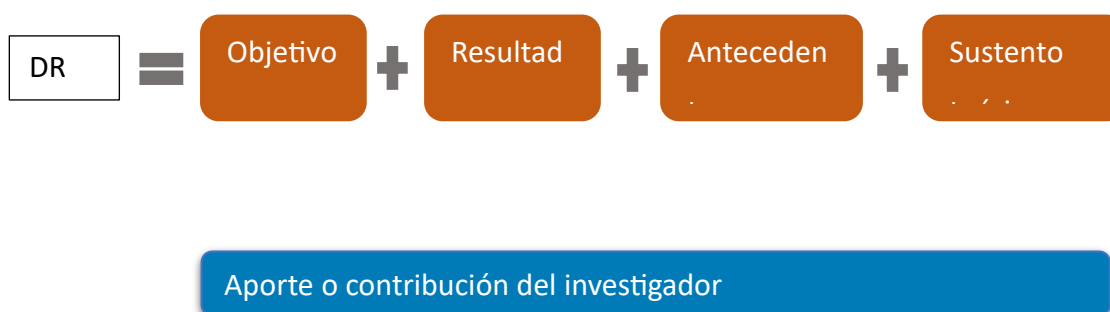 DR
Objetivo
Resultad
Anteceden
Sustento
Aporte o contribución del investigador